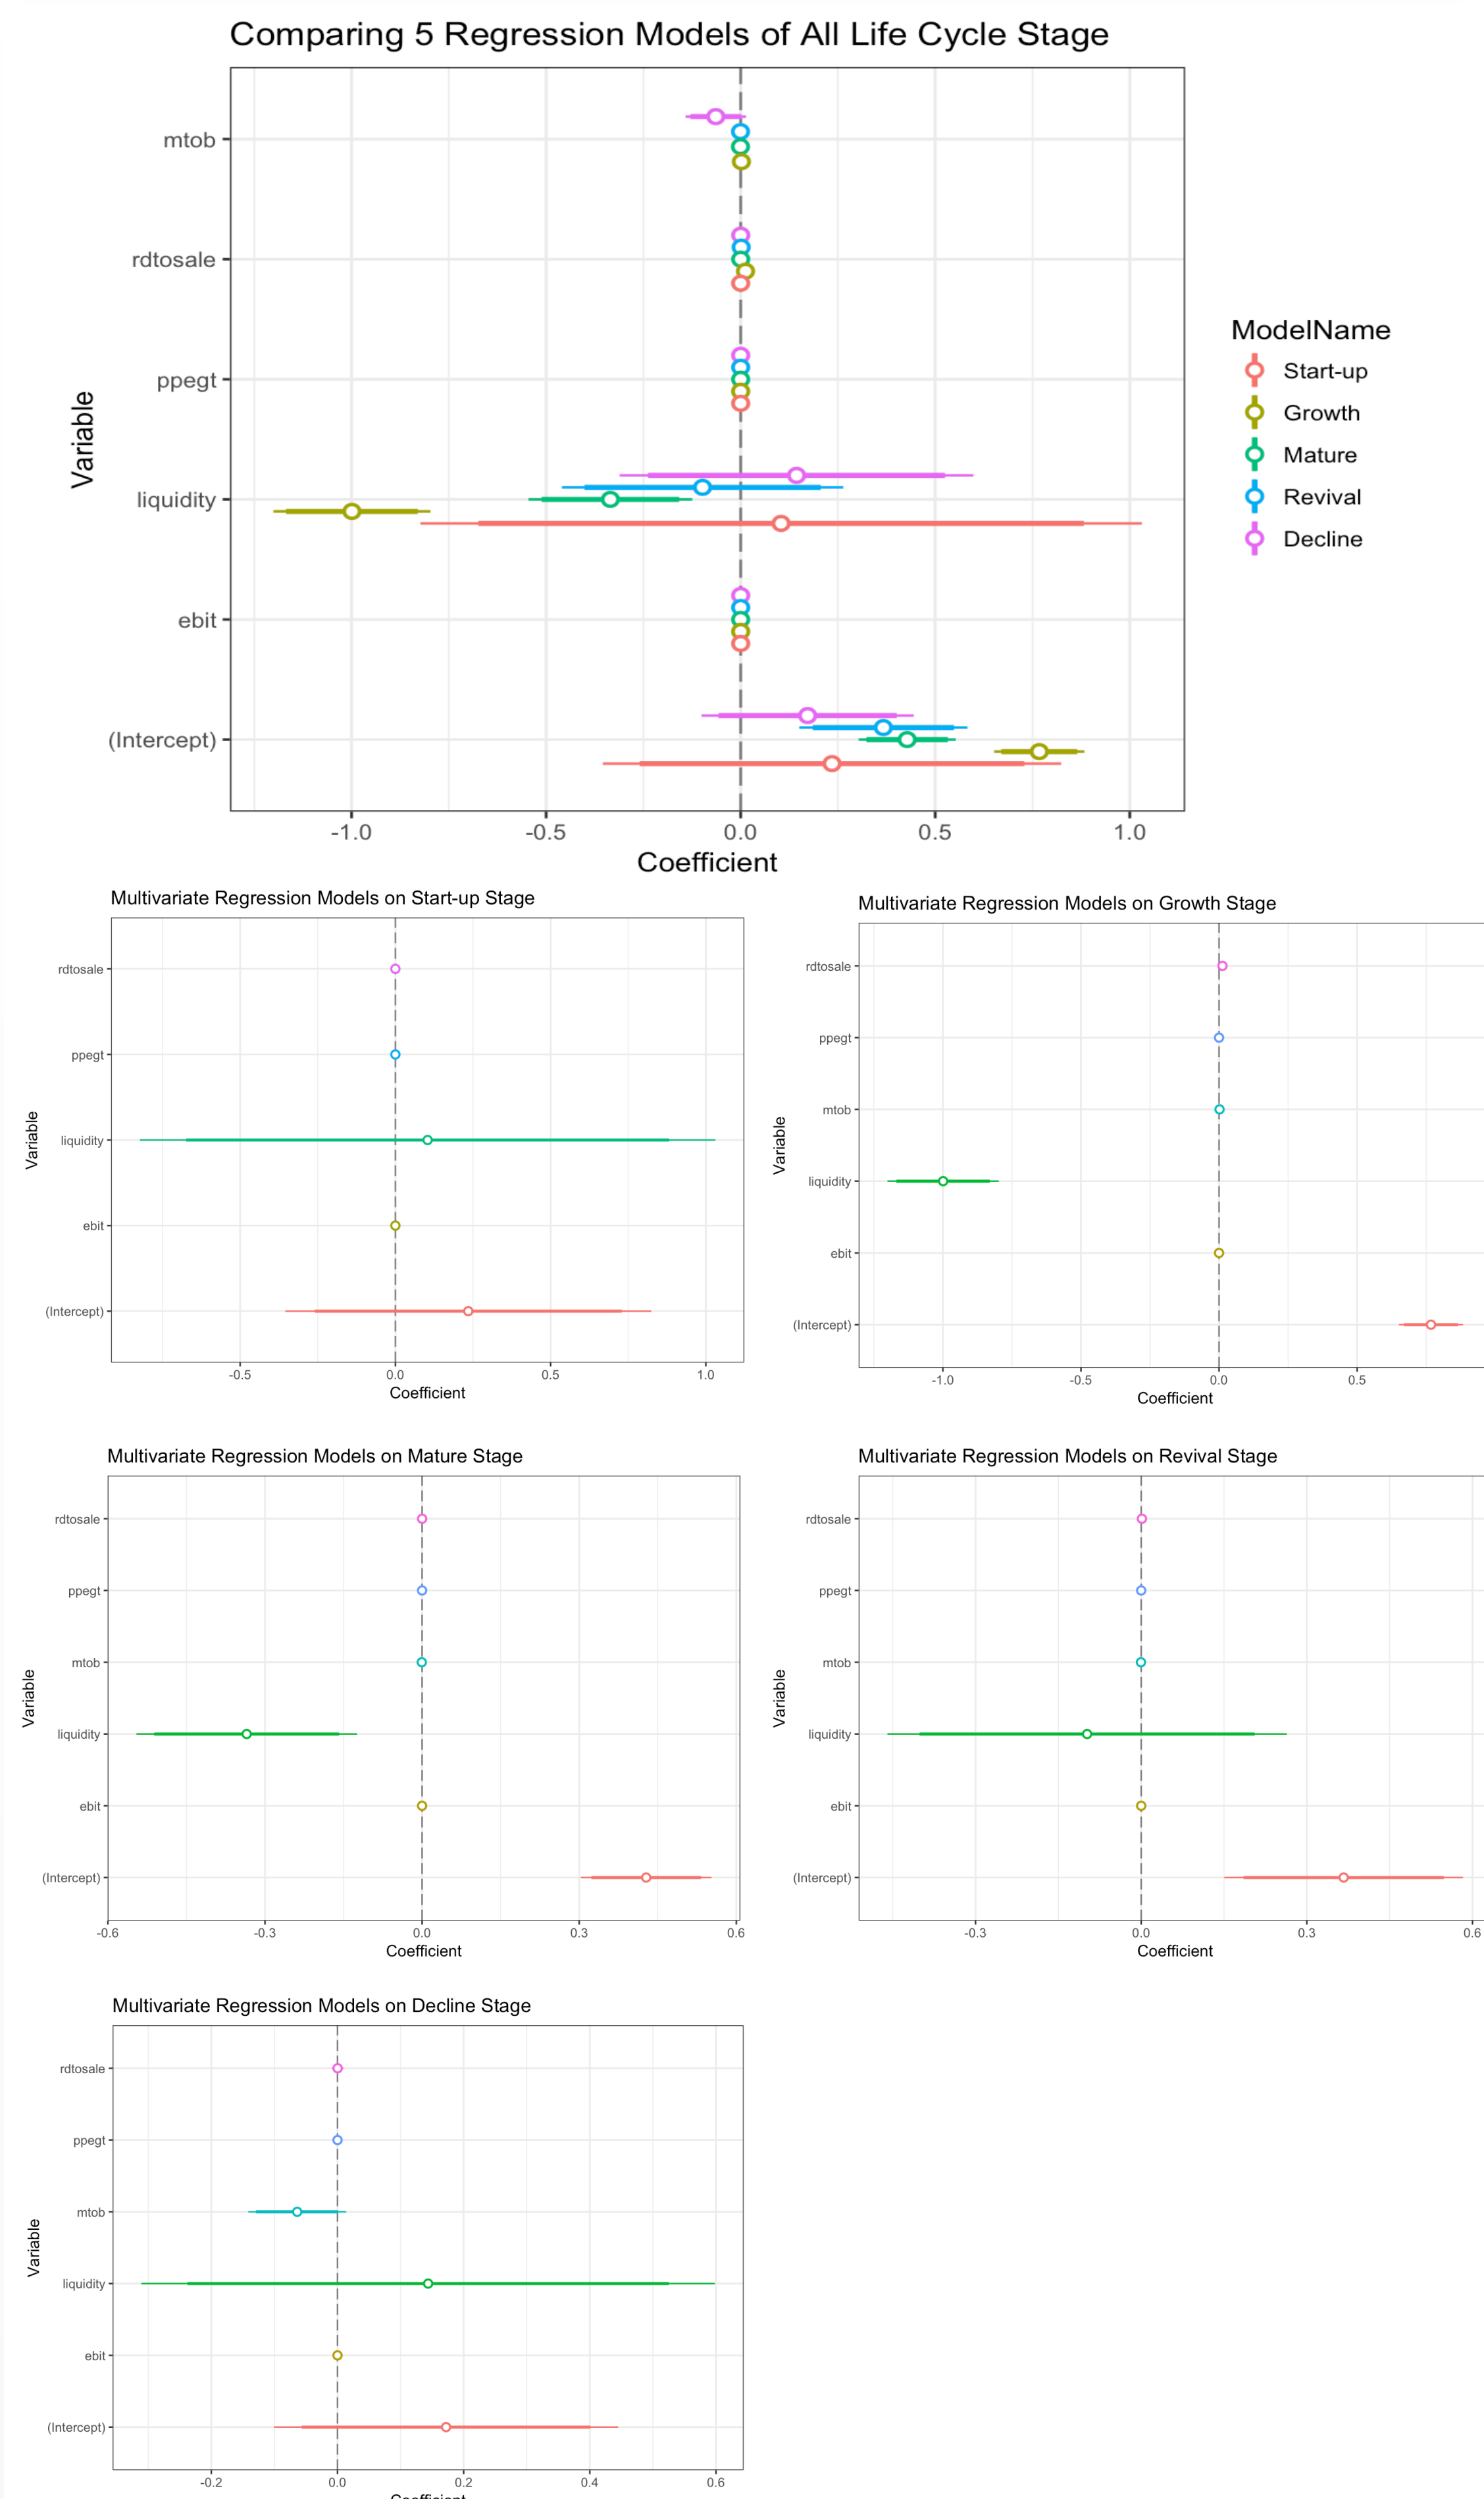 Comparing 5 Regression Models of All Life Cycle Stage
Variable
mtob
rdtosale
ppegt
liquidity
ebit
(Intercept)
-1.0 -0.5 0.0 0.5 1.0
Coefficient
ModelName
Start-up
Growth
Mature
Revival
Decline
Multivariate Regression Models on Start-up Stage
Variable
rdtosale
ppegt
liquidity
ebit
(Intercept)
-0.5 0.0 0.5 1.0
Coefficient
Multivariate Regression Models on Growth Stage
Variable
rdtosale
ppegt
mtob
liquidity
ebit
(Intercept)
-1.0 -0.5 0.0 0.5
Coefficient
Multivariate Regression Models on Mature Stage
Variable
rdtosale
ppegt
mtob
liquidity
ebit
(Intercept)
-0.6 -0.3 0.0 0.3 0.6
Coefficient
Multivariate Regression Models on Revival Stage
Variable
rdtosale
ppegt
mtob
liquidity
ebit
(Intercept)
-0.3 0.0 0.3 0.6
Coefficient
Multivariate Regression Models on Decline Stage
Variable
rdtosale
ppegt
mtob
liquidity
ebit
(Intercept)
-0.2 0.0 0.2 0.4 0.6
Coefficient